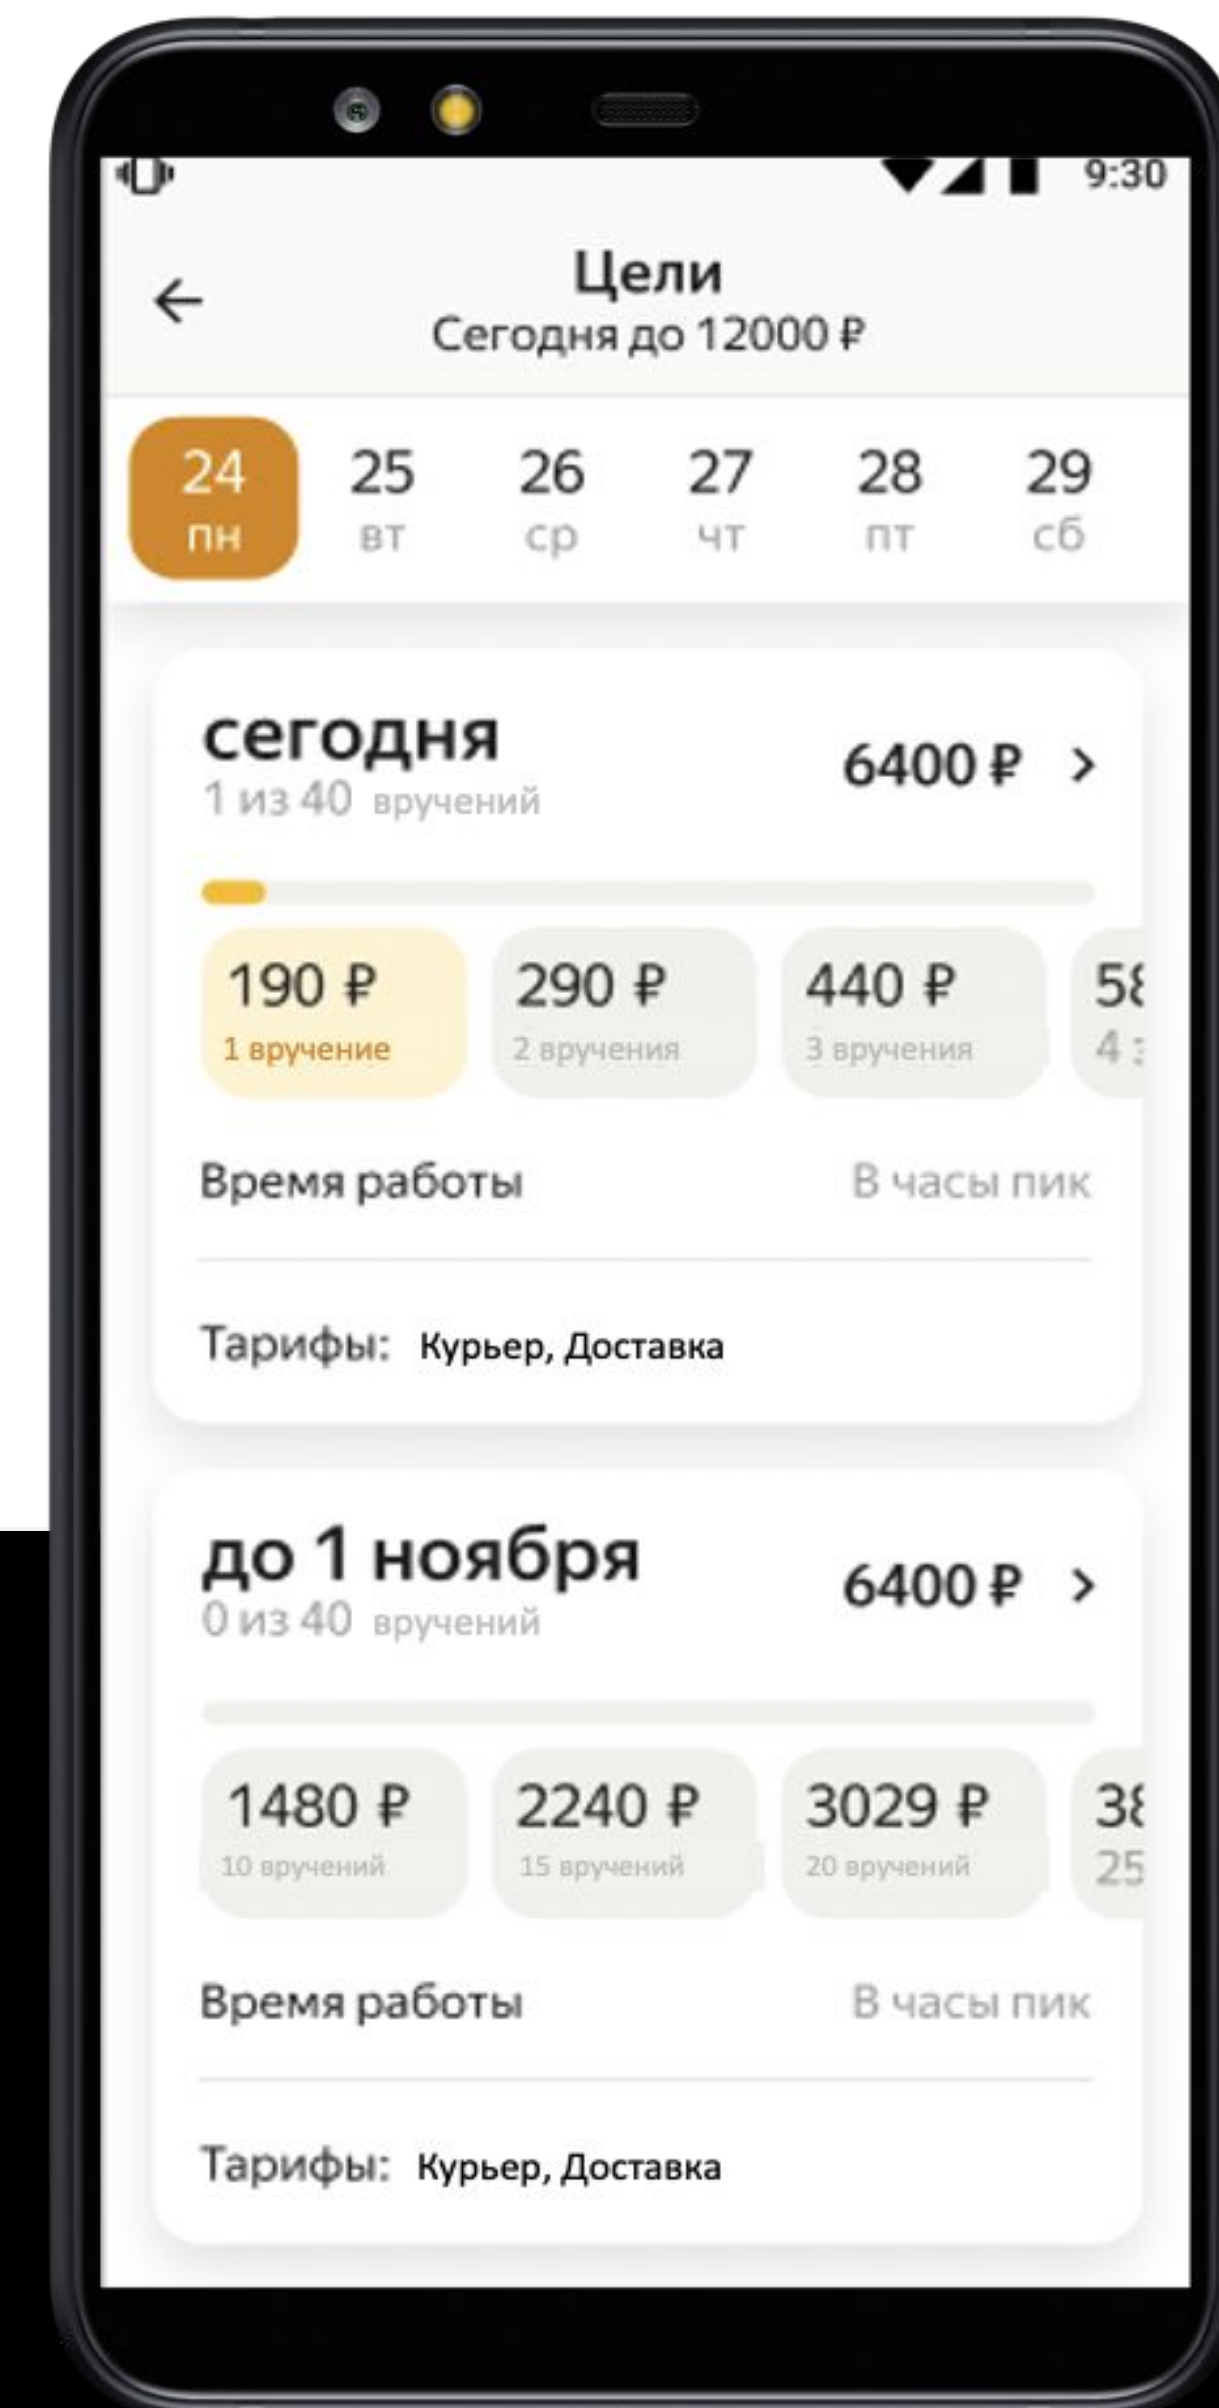 9:30
Цели
Сегодня до 12000 ₽
24 25 26 27 28 29
пн вт ср чт пт сб
сегодня
6400 ₽
1 из 40 вручений
190 ₽ 290 ₽ 440 ₽
1 вручение 2 вручения 3 вручения 4
Время работы В часы пик
Тарифы: Курьер, Доставка
до 1 ноября
6400 ₽
0 из 40 вручений
1480 ₽ 2240 ₽ 3029 ₽
10 вручений 15 вручений 20 вручений 25
Время работы В часы пик
Тарифы: Курьер, Доставка